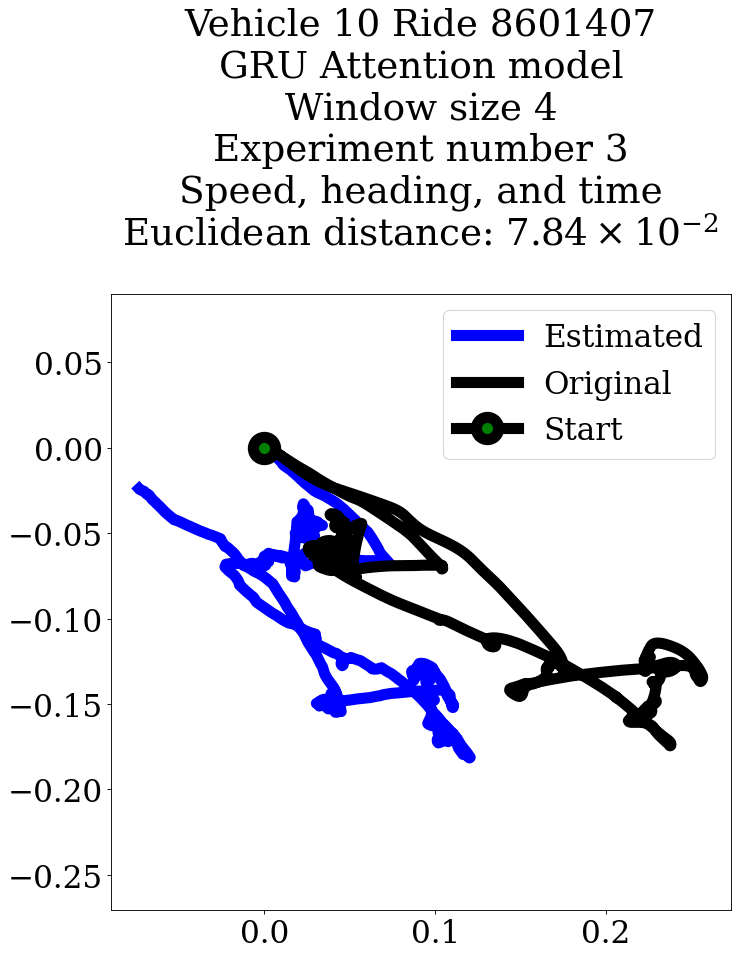 Vehicle 10 Ride 8601407
GRU Attention model
Window size 4
Experiment number 3
Speed, heading, and time
Euclidean distance: 7.84 × 10⁻²
Estimated
Original
Start
0.05
0.00
−0.05
−0.10
−0.15
−0.20
−0.25
0.0 0.1 0.2